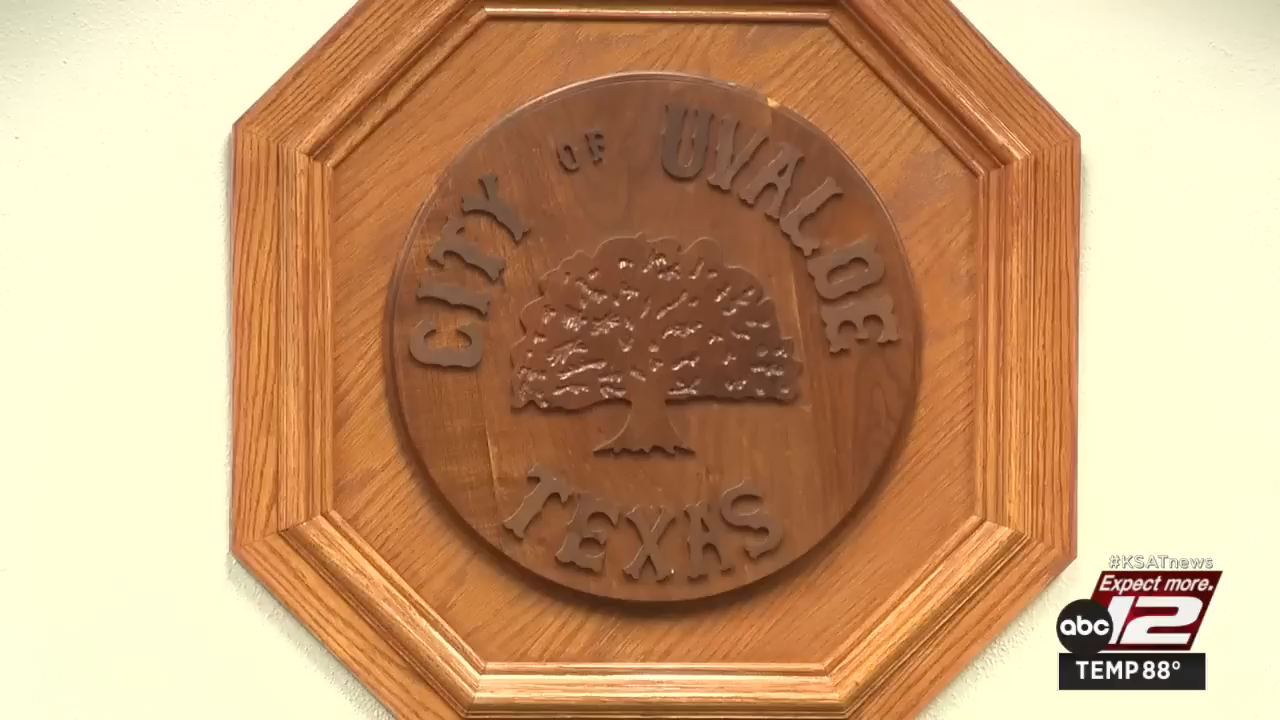 CITY OF UVALDE
TEXAS
#KSATnews
Expect more.
abc 12
TEMP 88°